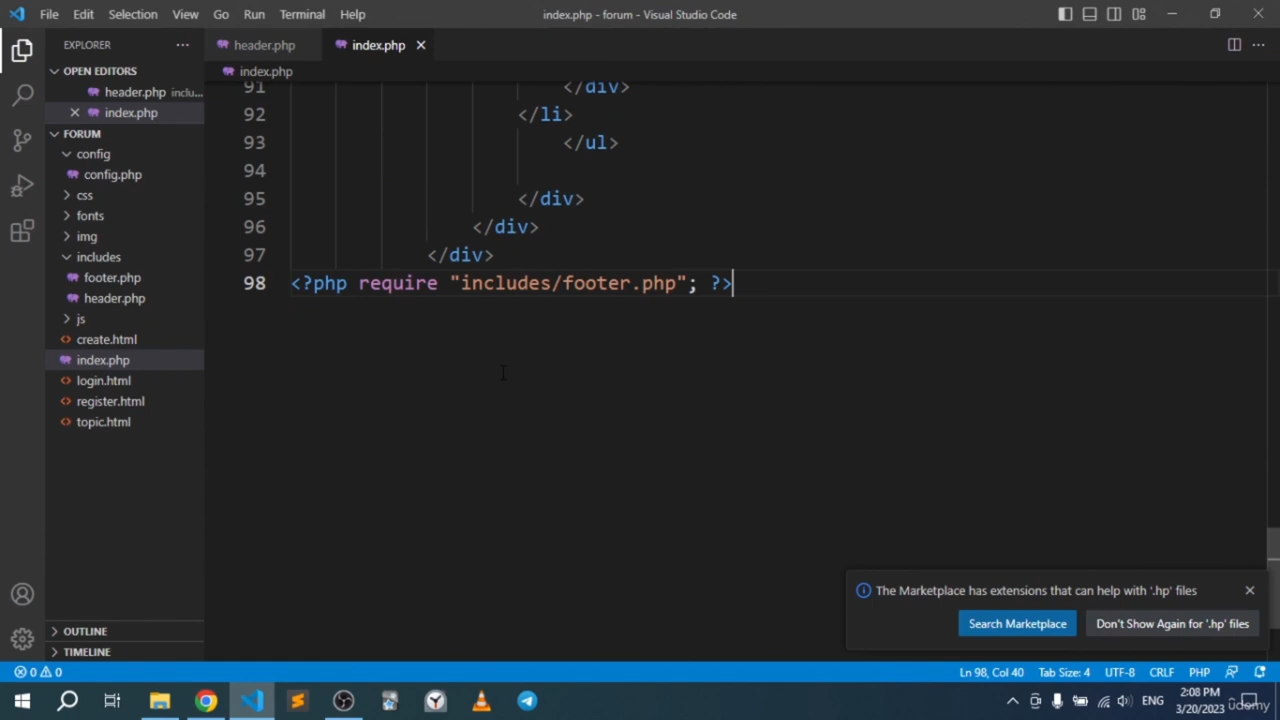 File Edit Selection View Go Run Terminal Help
index.php - forum - Visual Studio Code
EXPLORER
header.php
index.php
OPEN EDITORS
index.php
header.php inclu...
index.php
FORUM
config
config.php
css
fonts
img
includes
footer.php
header.php
js
create.html
index.php
login.html
register.html
topic.html
OUTLINE
TIMELINE
91 </div>
92 </li>
93 </ul>
94
95 </div>
96 </div>
97 </div>
98 <?php require "includes/footer.php"; ?>
The Marketplace has extensions that can help with '.hp' files
Search Marketplace
Don't Show Again for '.hp' files
0 0
Ln 98, Col 40 Tab Size: 4 UTF-8 CRLF PHP
ENG
2:08 PM
3/20/2023
udemy